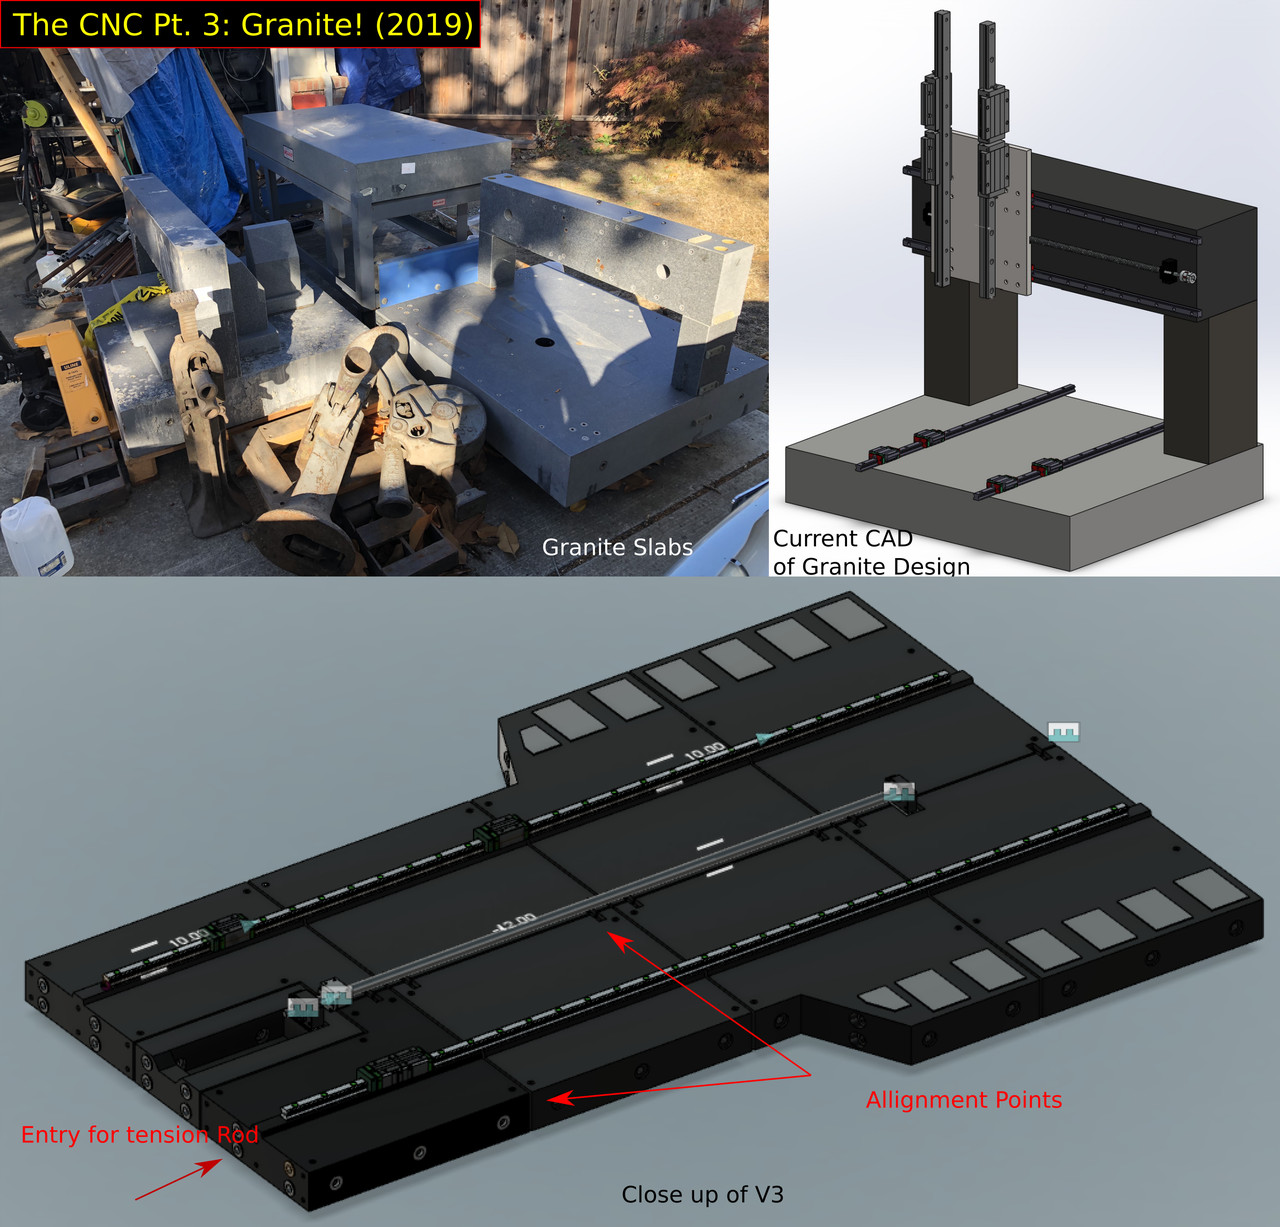 The CNC Pt. 3: Granite! (2019)
Granite Slabs
Current CAD
of Granite Design
10.00
10.00
-12.00
Allignment Points
Entry for tension Rod
Close up of V3